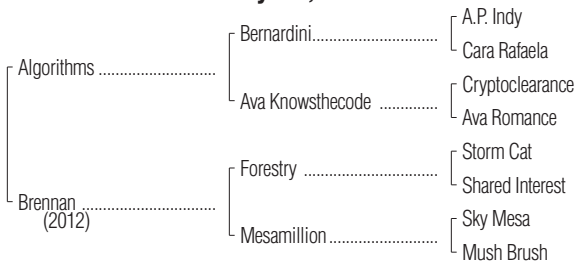 A.P. Indy
Bernardini
Cara Rafaela
Algorithms
Cryptoclearance
Ava Knowsthecode
Ava Romance
Storm Cat
Forestry
Shared Interest
Brennan
(2012)
Sky Mesa
Mesamillion
Mush Brush